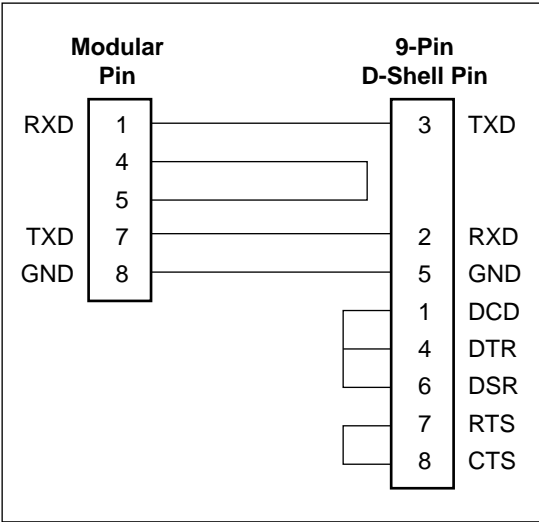 Modular Pin
9-Pin D-Shell Pin
RXD 1 3 TXD
4
5
TXD 7 2 RXD
GND 8 5 GND
1 DCD
4 DTR
6 DSR
7 RTS
8 CTS